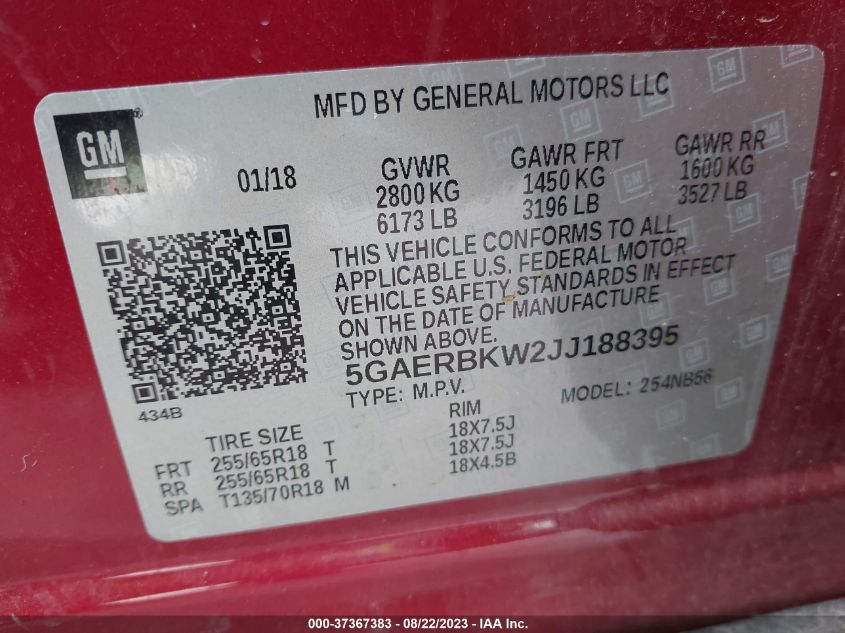 MFD BY GENERAL MOTORS LLC
GM
01/18
GVWR
2800 KG
6173 LB
GAWR FRT
1450 KG
3196 LB
GAWR RR
1600 KG
3527 LB
THIS VEHICLE CONFORMS TO ALL
APPLICABLE U.S. FEDERAL MOTOR
VEHICLE SAFETY STANDARDS IN EFFECT
ON THE DATE OF MANUFACTURE
SHOWN ABOVE.
5GAERBKW2JJ188395
TYPE: M.P.V. MODEL: 254NB56
434B
TIRE SIZE RIM
FRT 255/65R18 T 18X7.5J
RR 255/65R18 T 18X7.5J
SPA T135/70R18 M 18X4.5B
000-37367383 - 08/22/2023 - IAA Inc.